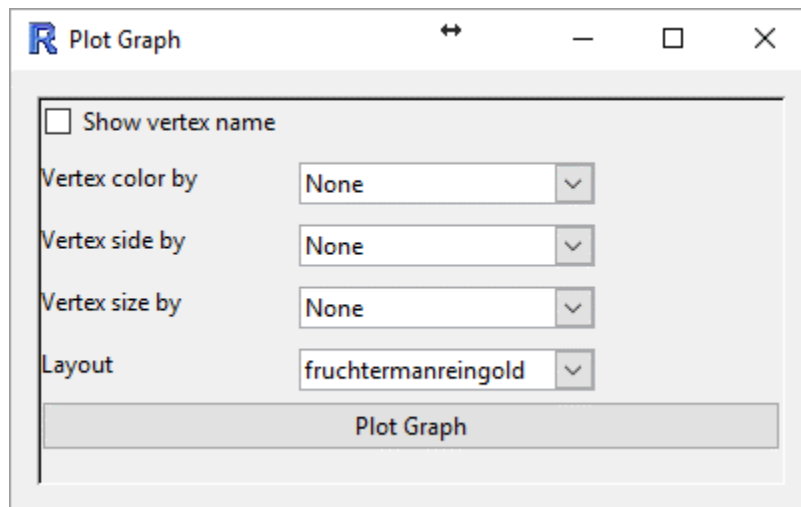 Plot Graph
Show vertex name
Vertex color by None
Vertex side by None
Vertex size by None
Layout fruchtermanreingold
Plot Graph